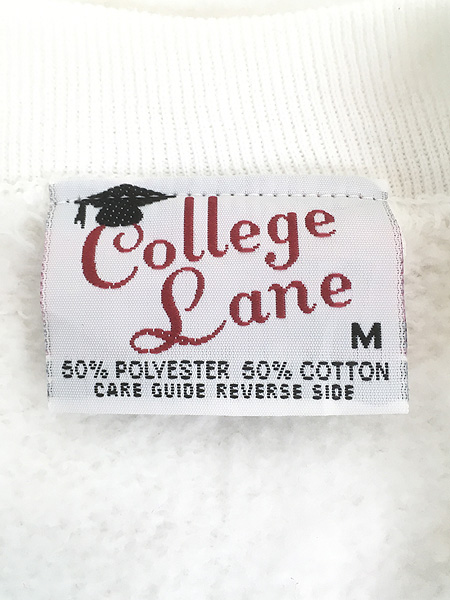 College
Lane
M
50% POLYESTER 50% COTTON
CARE GUIDE REVERSE SIDE